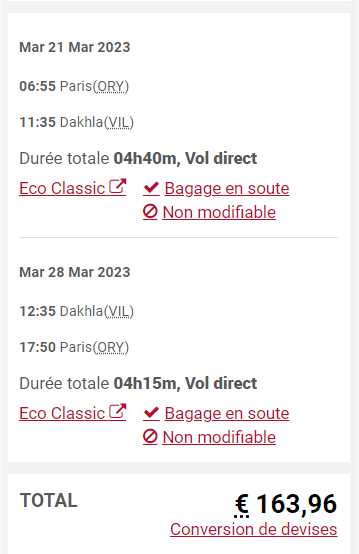 Mar 21 Mar 2023
06:55 Paris(ORY)
11:35 Dakhla(VIL)
Durée totale 04h40m, Vol direct
Eco Classic Bagage en soute
Non modifiable
Mar 28 Mar 2023
12:35 Dakhla(VIL)
17:50 Paris(ORY)
Durée totale 04h15m, Vol direct
Eco Classic Bagage en soute
Non modifiable
TOTAL € 163,96
Conversion de devises